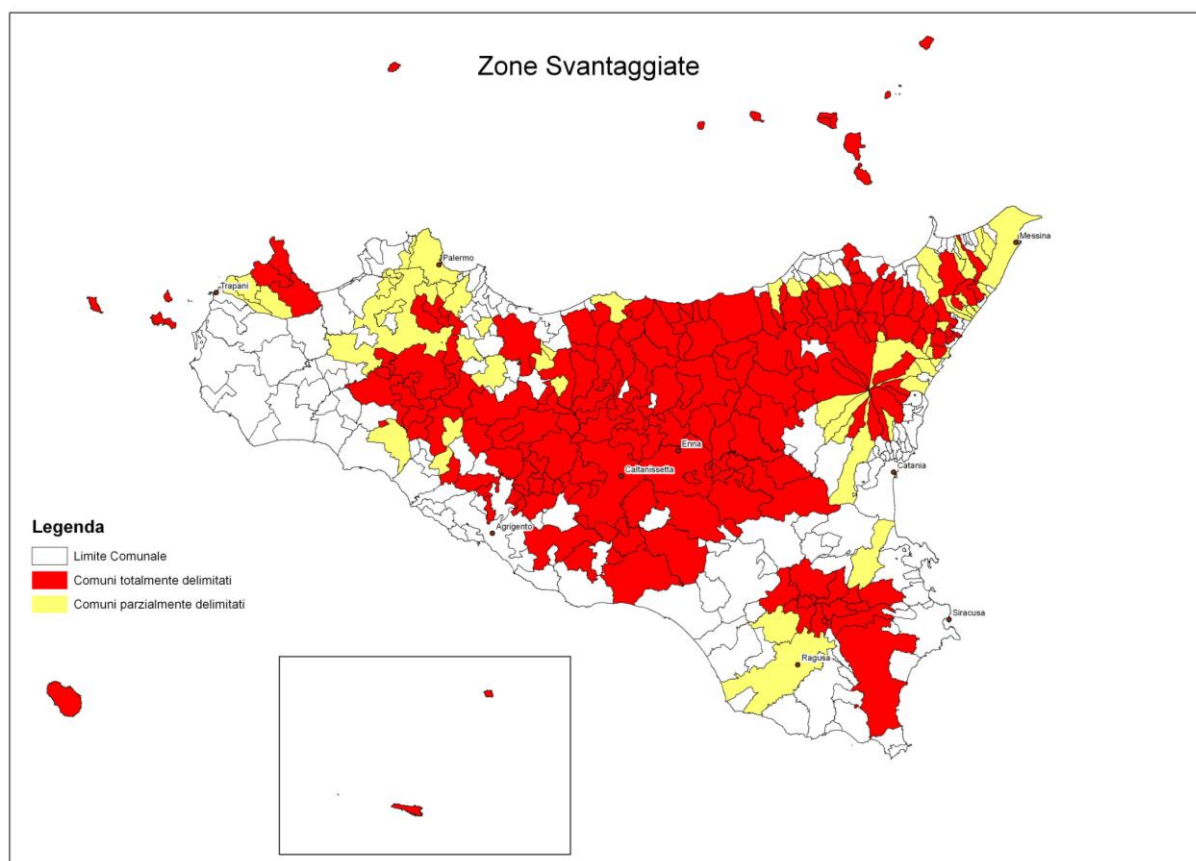 Zone Svantaggiate
Messina
Palermo
Trapani
Enna
Caltanissetta
Catania
Agrigento
Siracusa
Ragusa
Legenda
Limite Comunale
Comuni totalmente delimitati
Comuni parzialmente delimitati